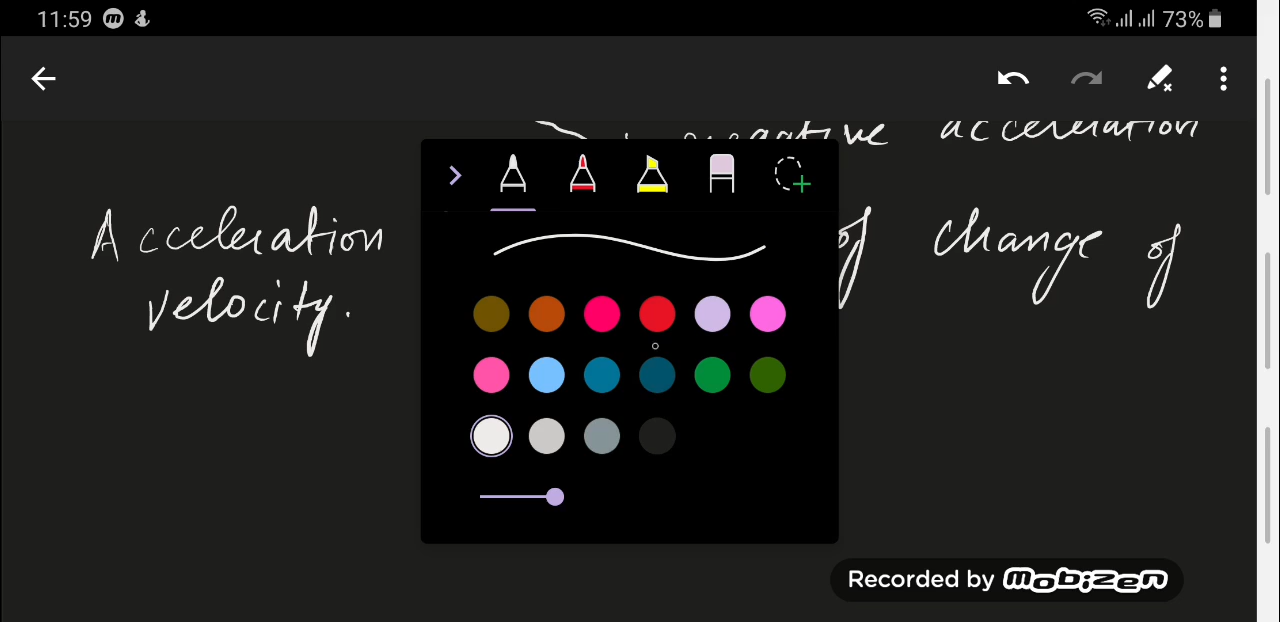 11:59 73%
negative acceleration
Acceleration of change of
velocity.
Recorded by mobizen